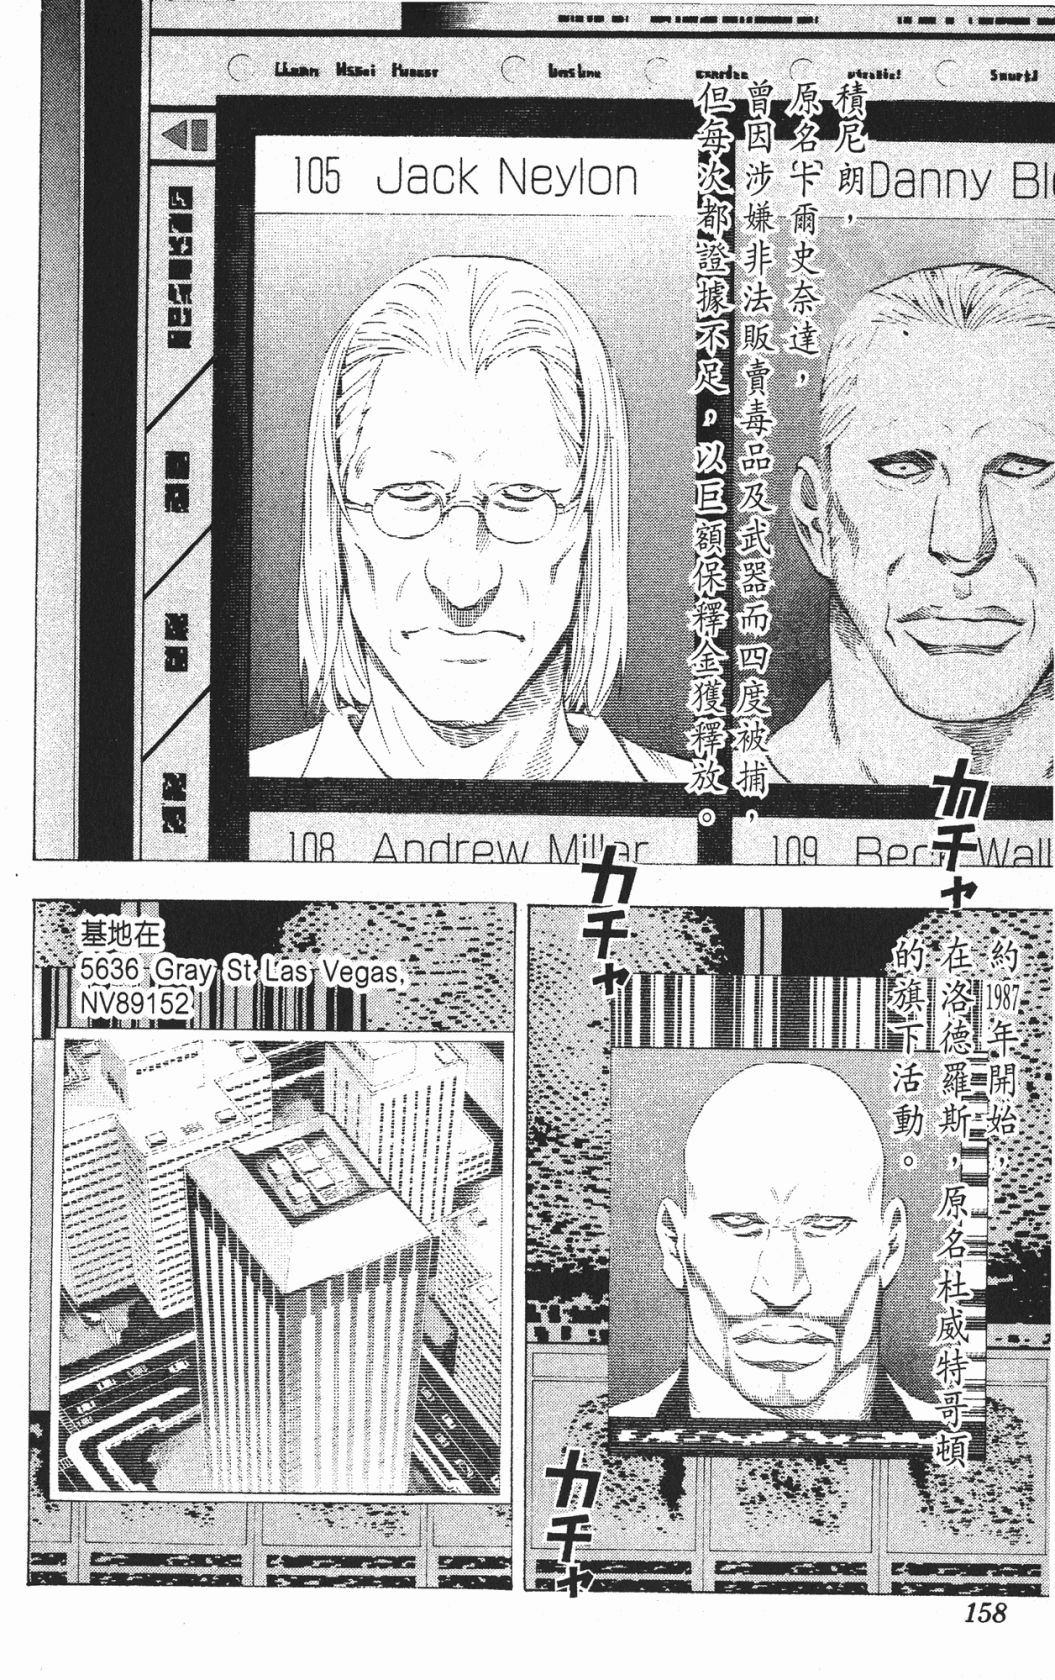 105 Jack Neylon
Danny Bl
積尼朗，
原名卡爾史奈達，
曾因涉嫌非法販賣毒品及武器而四度被捕，
但每次都證據不足，以巨額保釋金獲釋放。
108 Andrew Miller
109
Wall
カチャ
カチャ
約1987年開始，
在洛德羅斯，原名杜威特哥頓
的旗下活動。
カチャ
基地在
5636 Gray St Las Vegas,
NV89152
158